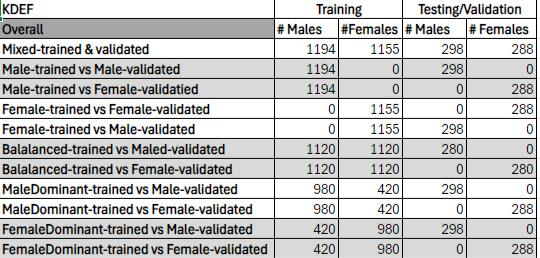 KDEF Training Testing/Validation
Overall # Males #Females # Males # Females
Mixed-trained & validated 1194 1155 298 288
Male-trained vs Male-validated 1194 0 298 0
Male-trained vs Female-validatied 1194 0 0 288
Female-trained vs Female-validated 0 1155 0 288
Female-trained vs Male-validated 0 1155 298 0
Balalanced-trained vs Maled-validated 1120 1120 280 0
Balalanced-trained vs Female-validated 1120 1120 0 280
MaleDominant-trained vs Male-validated 980 420 298 0
MaleDominant-trained vs Female-validated 980 420 0 288
FemaleDominant-trained vs Male-validated 420 980 298 0
FemaleDominant-trained vs Female-validated 420 980 0 288